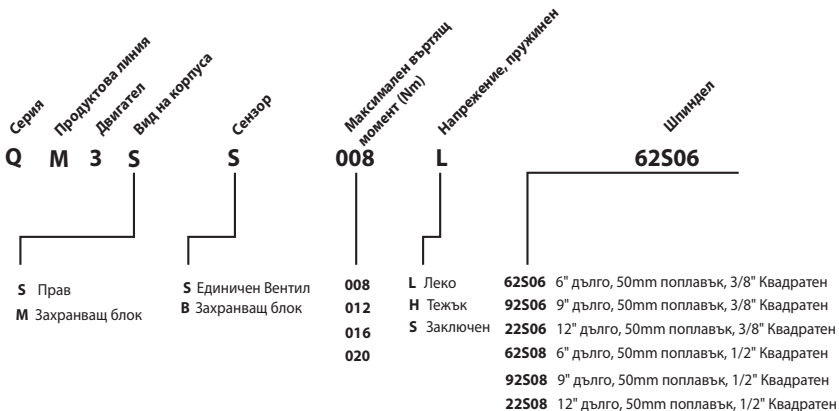 Серия
Продуктова линия
Двигател
Вид на корпуса
Сензор
Максимален въртящ
момент (Nm)
Напрежение, пружинен
Шпиндел
Q M 3 S S 008 L 62S06
S Прав
M Захранващ блок
S Единичен Вентил
B Захранващ блок
008
012
016
020
L Леко
H Тежък
S Заключен
62S06 6" дълго, 50mm поплавък, 3/8" Квадратен
92S06 9" дълго, 50mm поплавък, 3/8" Квадратен
22S06 12" дълго, 50mm поплавък, 3/8" Квадратен
62S08 6" дълго, 50mm поплавък, 1/2" Квадратен
92S08 9" дълго, 50mm поплавък, 1/2" Квадратен
22S08 12" дълго, 50mm поплавък, 1/2" Квадратен